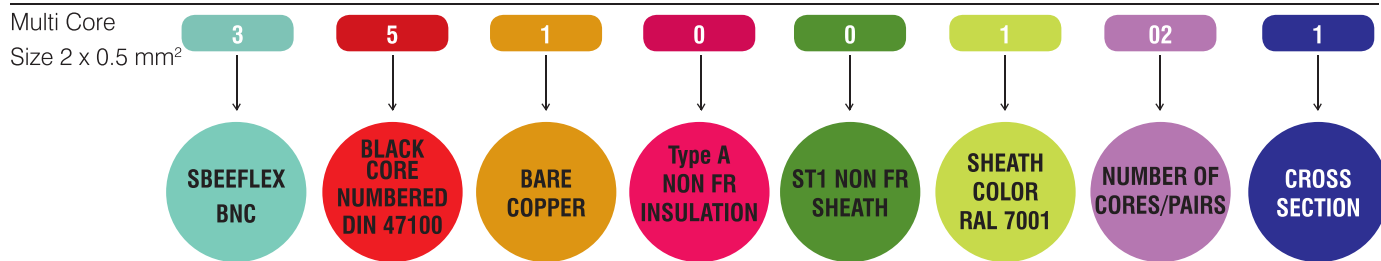 Multi Core
Size 2 x 0.5 mm²
3 5 1 0 0 1 02 1
SBEEFLEX
BNC
BLACK
CORE
NUMBERED
DIN 47100
BARE
COPPER
Type A
NON FR
INSULATION
ST1 NON FR
SHEATH
SHEATH
COLOR
RAL 7001
NUMBER OF
CORES/PAIRS
CROSS
SECTION